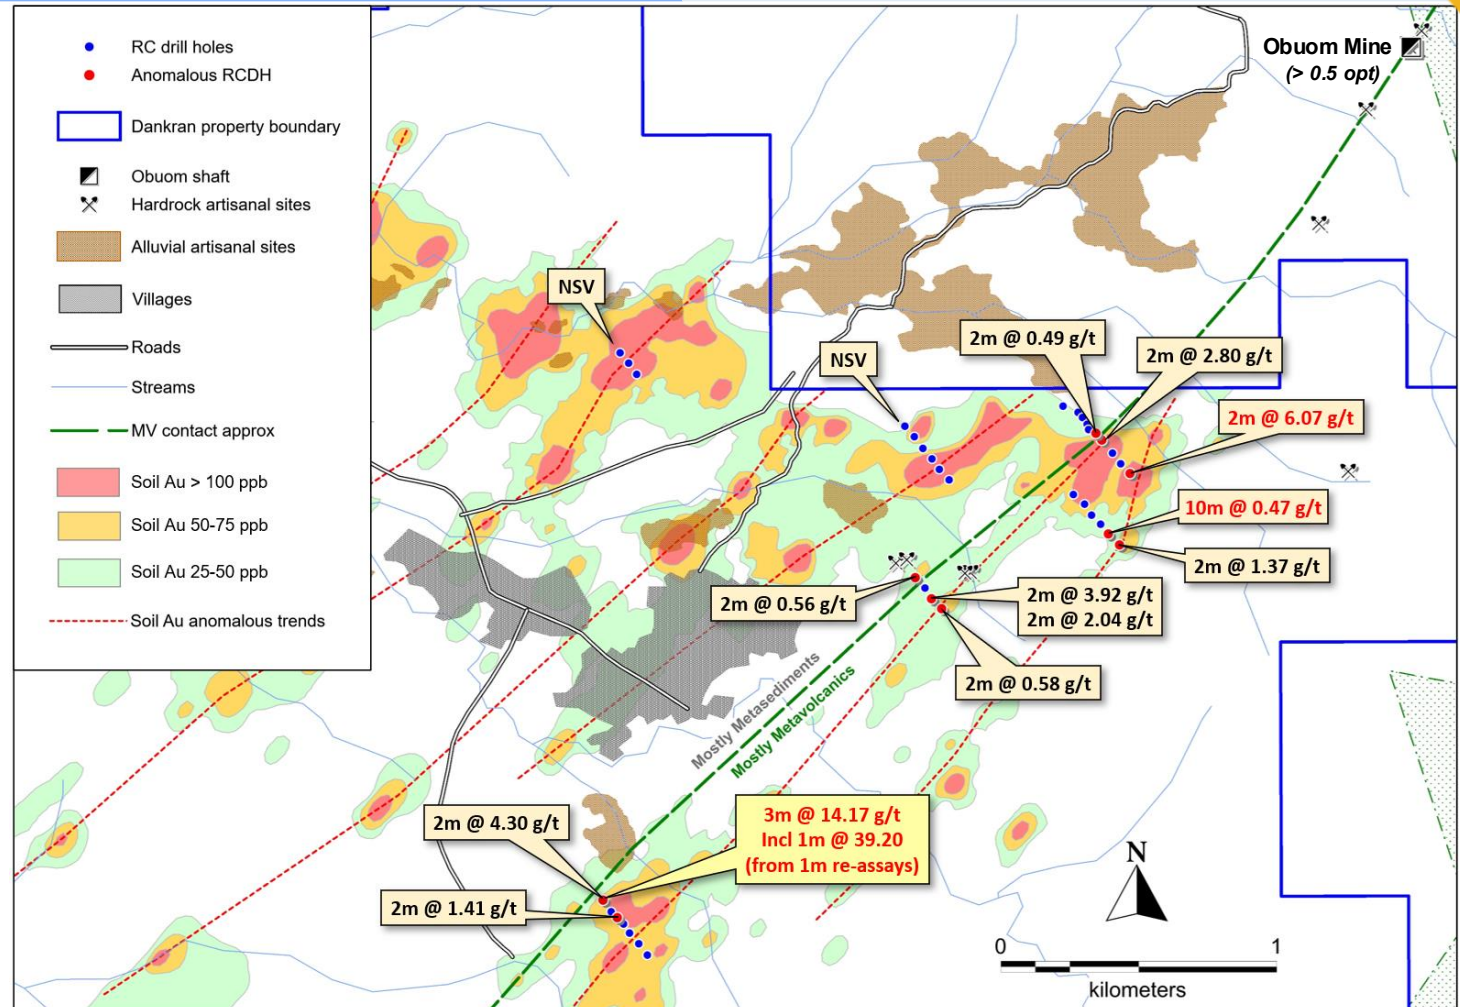 RC drill holes
Anomalous RCDH
Dankran property boundary
Obuom shaft
Hardrock artisanal sites
Alluvial artisanal sites
Villages
Roads
Streams
MV contact approx
Soil Au > 100 ppb
Soil Au 50-75 ppb
Soil Au 25-50 ppb
Soil Au anomalous trends
Obuom Mine
(> 0.5 opt)
NSV
NSV
2m @ 0.49 g/t
2m @ 2.80 g/t
2m @ 6.07 g/t
10m @ 0.47 g/t
2m @ 1.37 g/t
2m @ 0.56 g/t
2m @ 3.92 g/t
2m @ 2.04 g/t
2m @ 0.58 g/t
Mostly Metasediments
Mostly Metavolcanics
2m @ 4.30 g/t
3m @ 14.17 g/t
Incl 1m @ 39.20
(from 1m re-assays)
2m @ 1.41 g/t
N
0 1
kilometers